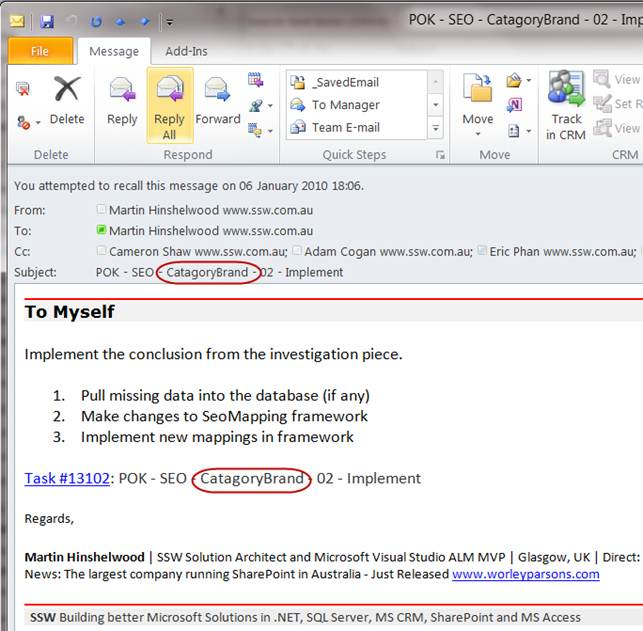 POK - SEO - CatagoryBrand - 02 -
File Message Add-Ins
Delete Reply Reply All Forward
_SavedEmail
To Manager
Team E-mail
Move Track in CRM
View
Set R
View
Delete Respond Quick Steps Move CRM
You attempted to recall this message on 06 January 2010 18:06.
From: Martin Hinshelwood www.ssw.com.au
To: Martin Hinshelwood www.ssw.com.au
Cc: Cameron Shaw www.ssw.com.au; Adam Cogan www.ssw.com.au; Eric Phan www.ssw.com.au;
Subject: POK - SEO - CatagoryBrand - 02 - Implement
To Myself
Implement the conclusion from the investigation piece.
1. Pull missing data into the database (if any)
2. Make changes to SeoMapping framework
3. Implement new mappings in framework
Task #13102: POK - SEO - CatagoryBrand - 02 - Implement
Regards,
Martin Hinshelwood | SSW Solution Architect and Microsoft Visual Studio ALM MVP | Glasgow, UK | Direct:
News: The largest company running SharePoint in Australia - Just Released www.worleyparsons.com
SSW Building better Microsoft Solutions in .NET, SQL Server, MS CRM, SharePoint and MS Access